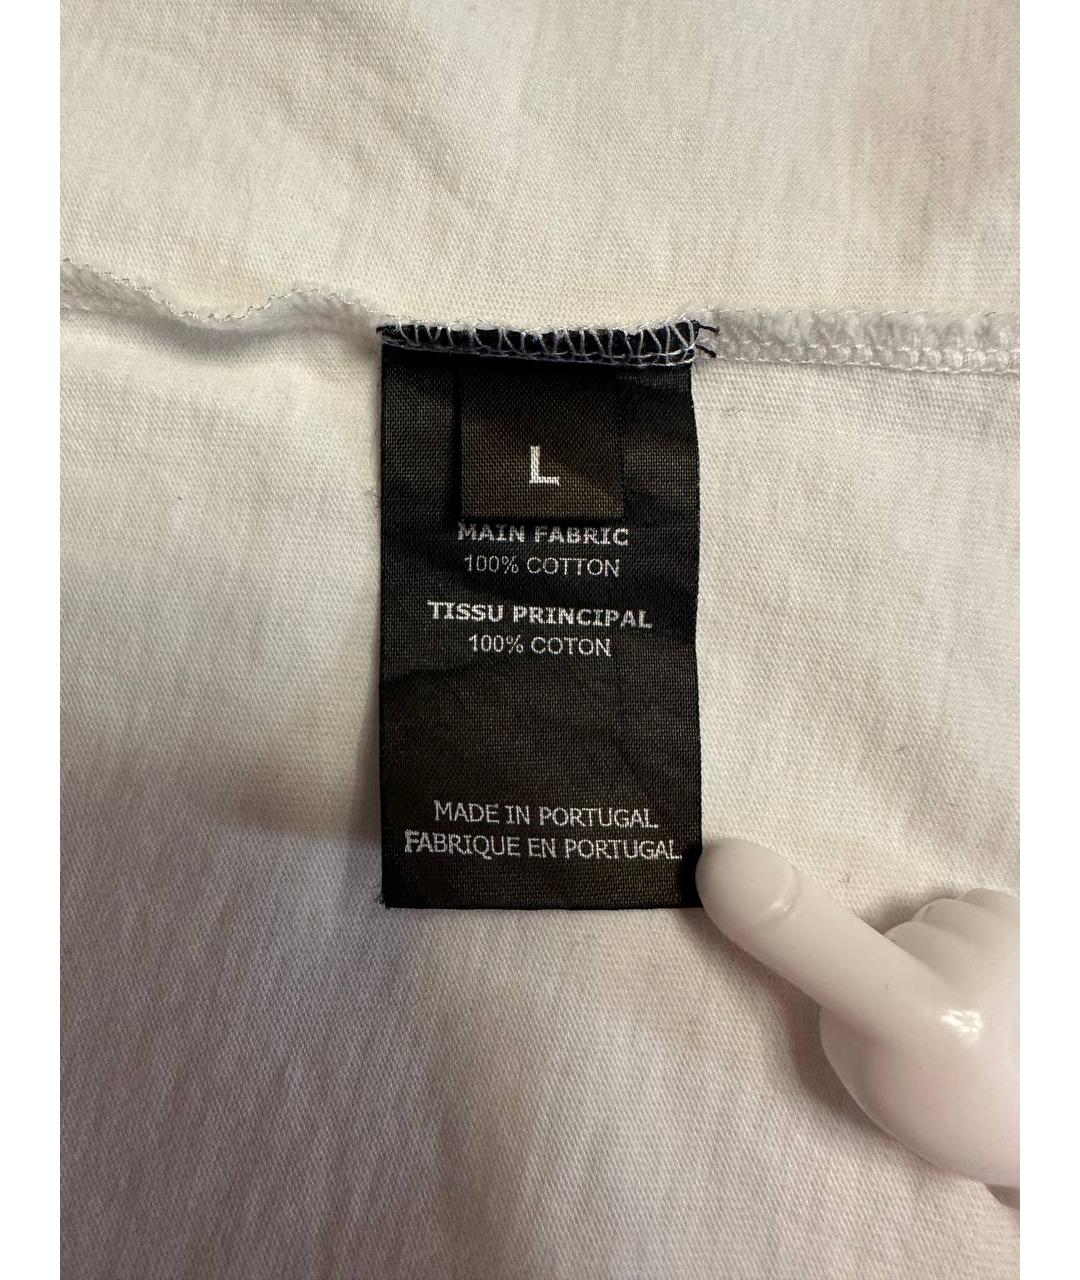 L
MAIN FABRIC
100% COTTON
TISSU PRINCIPAL
100% COTON
MADE IN PORTUGAL
FABRIQUE EN PORTUGAL